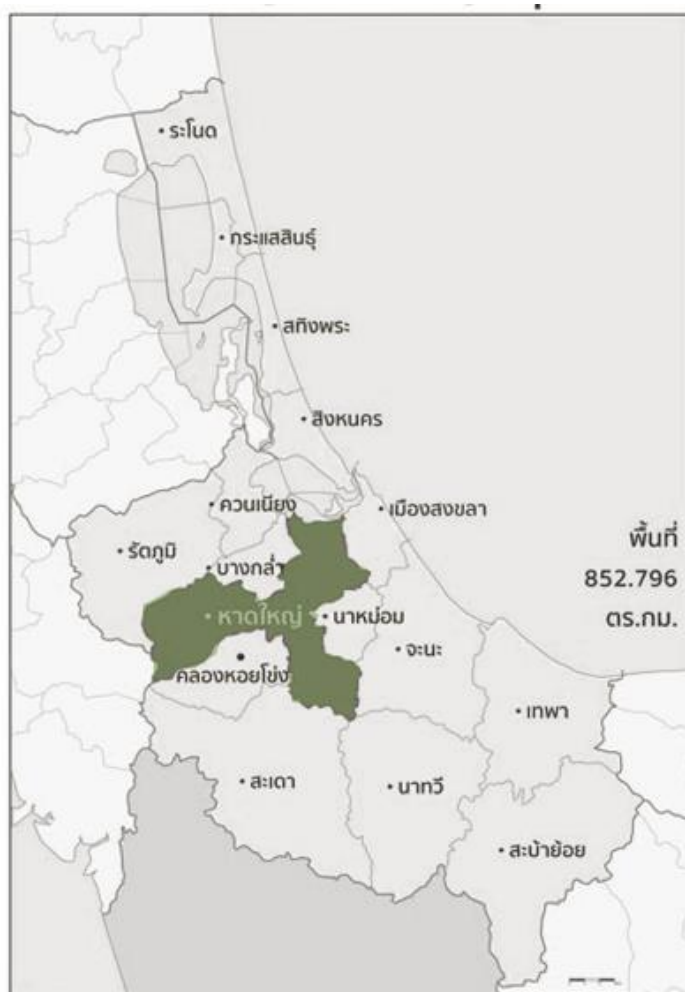 ระโนด
กระแสสินธุ์
สทิงพระ
สิงหนคร
ควนเนียง
เมืองสงขลา
รัตภูมิ
บางกล่ำ
พื้นที่
852.796
ตร.กม.
หาดใหญ่
นาหม่อม
จะนะ
คลองหอยโข่ง
เทพา
สะเดา
นาทวี
สะบ้าย้อย